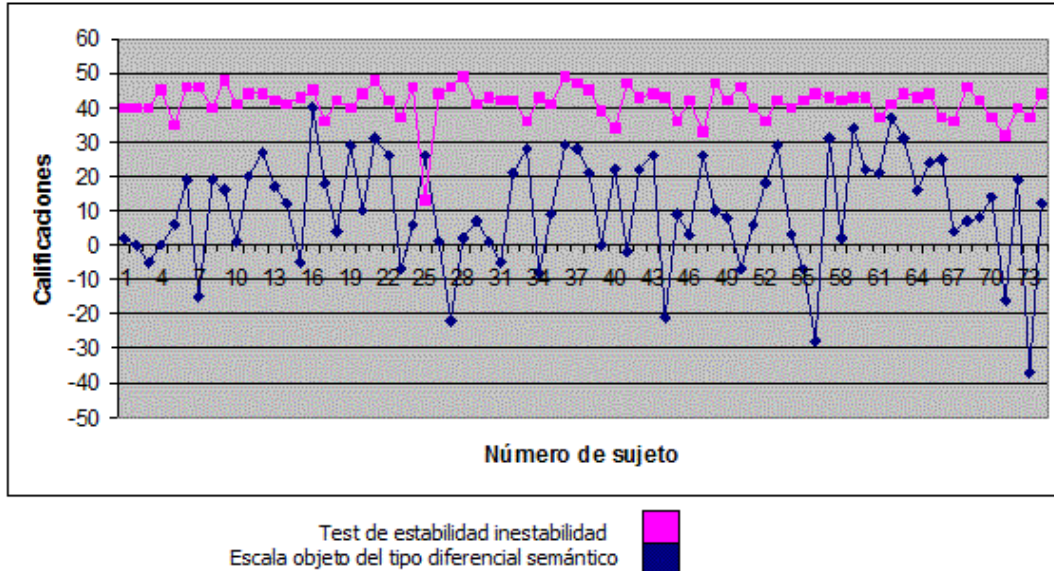 60
50
40
30
20
10
0
-10
-20
-30
-40
-50
Calificaciones
1 4 7 10 13 16 19 22 25 28 31 34 37 40 43 46 49 52 55 58 61 64 67 70 73
Número de sujeto
Test de estabilidad inestabilidad
Escala objeto del tipo diferencial semántico